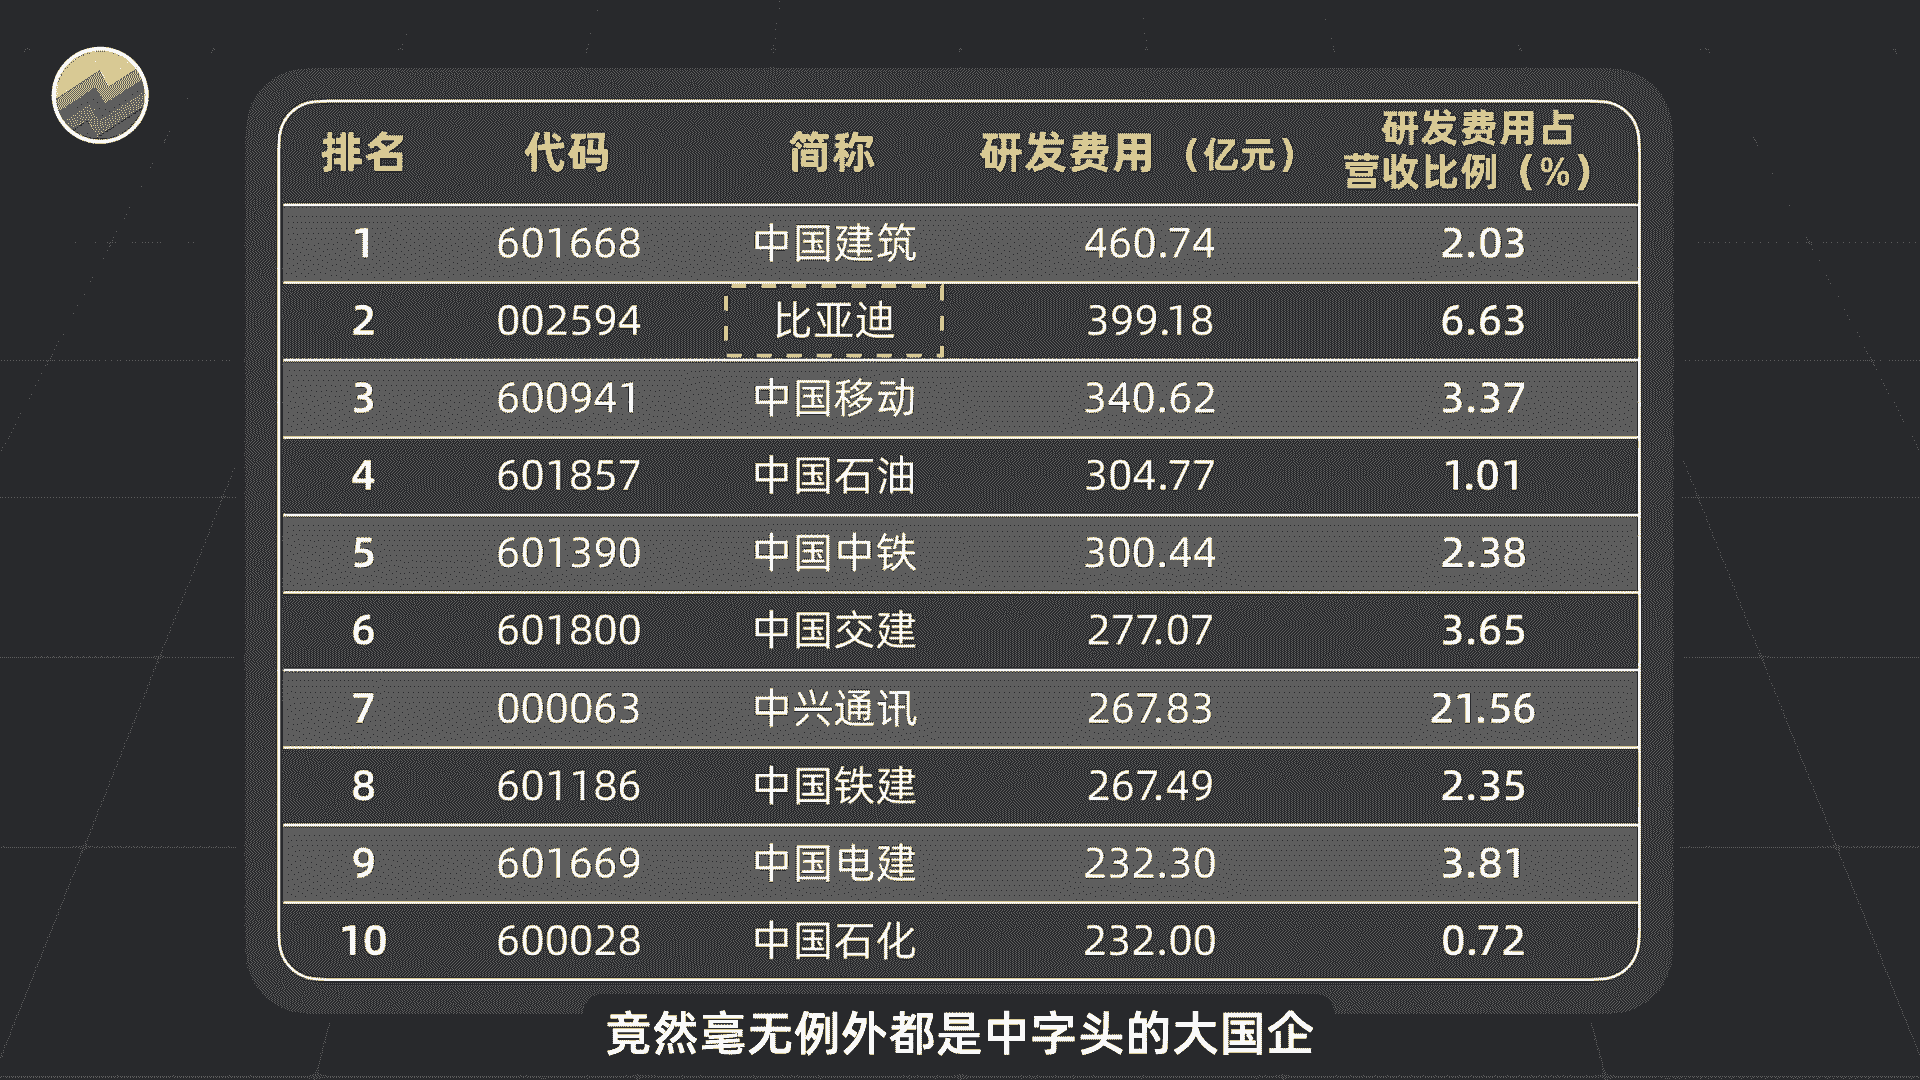 排名 代码 简称 研发费用（亿元） 研发费用占
营收比例（%）
1 601668 中国建筑 460.74 2.03
2 002594 比亚迪 399.18 6.63
3 600941 中国移动 340.62 3.37
4 601857 中国石油 304.77 1.01
5 601390 中国中铁 300.44 2.38
6 601800 中国交建 277.07 3.65
7 000063 中兴通讯 267.83 21.56
8 601186 中国铁建 267.49 2.35
9 601669 中国电建 232.30 3.81
10 600028 中国石化 232.00 0.72
竟然毫无例外都是中字头的大国企